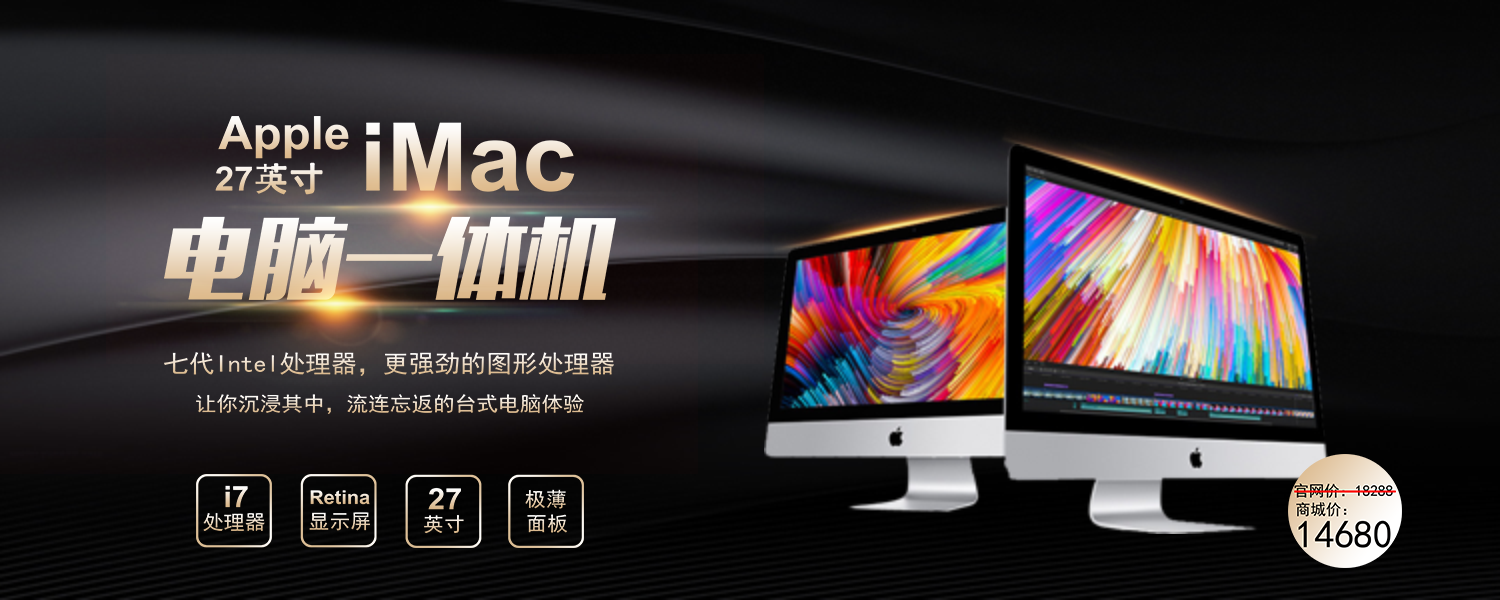 Apple iMac
27英寸
电脑一体机
七代Intel处理器，更强劲的图形处理器
让你沉浸其中，流连忘返的台式电脑体验
i7
处理器
Retina
显示屏
27
英寸
极薄
面板
官网价：18288
商城价：
14680